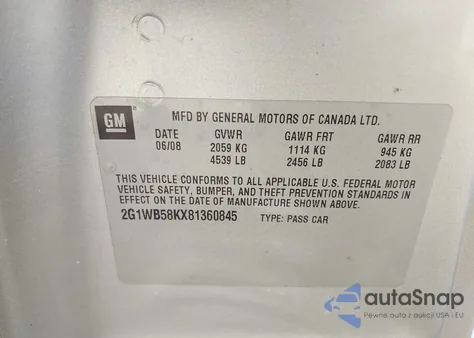 GM
MFD BY GENERAL MOTORS OF CANADA LTD.
DATE GVWR GAWR FRT GAWR RR
06/08 2059 KG 1114 KG 945 KG
4539 LB 2456 LB 2083 LB
THIS VEHICLE CONFORMS TO ALL APPLICABLE U.S. FEDERAL MOTOR
VEHICLE SAFETY, BUMPER, AND THEFT PREVENTION STANDARDS IN
EFFECT ON THE DATE OF MANUFACTURE SHOWN ABOVE.
2G1WB58KX81360845 TYPE: PASS CAR
autoSnap
Pewne auta z aukcji USA i EU